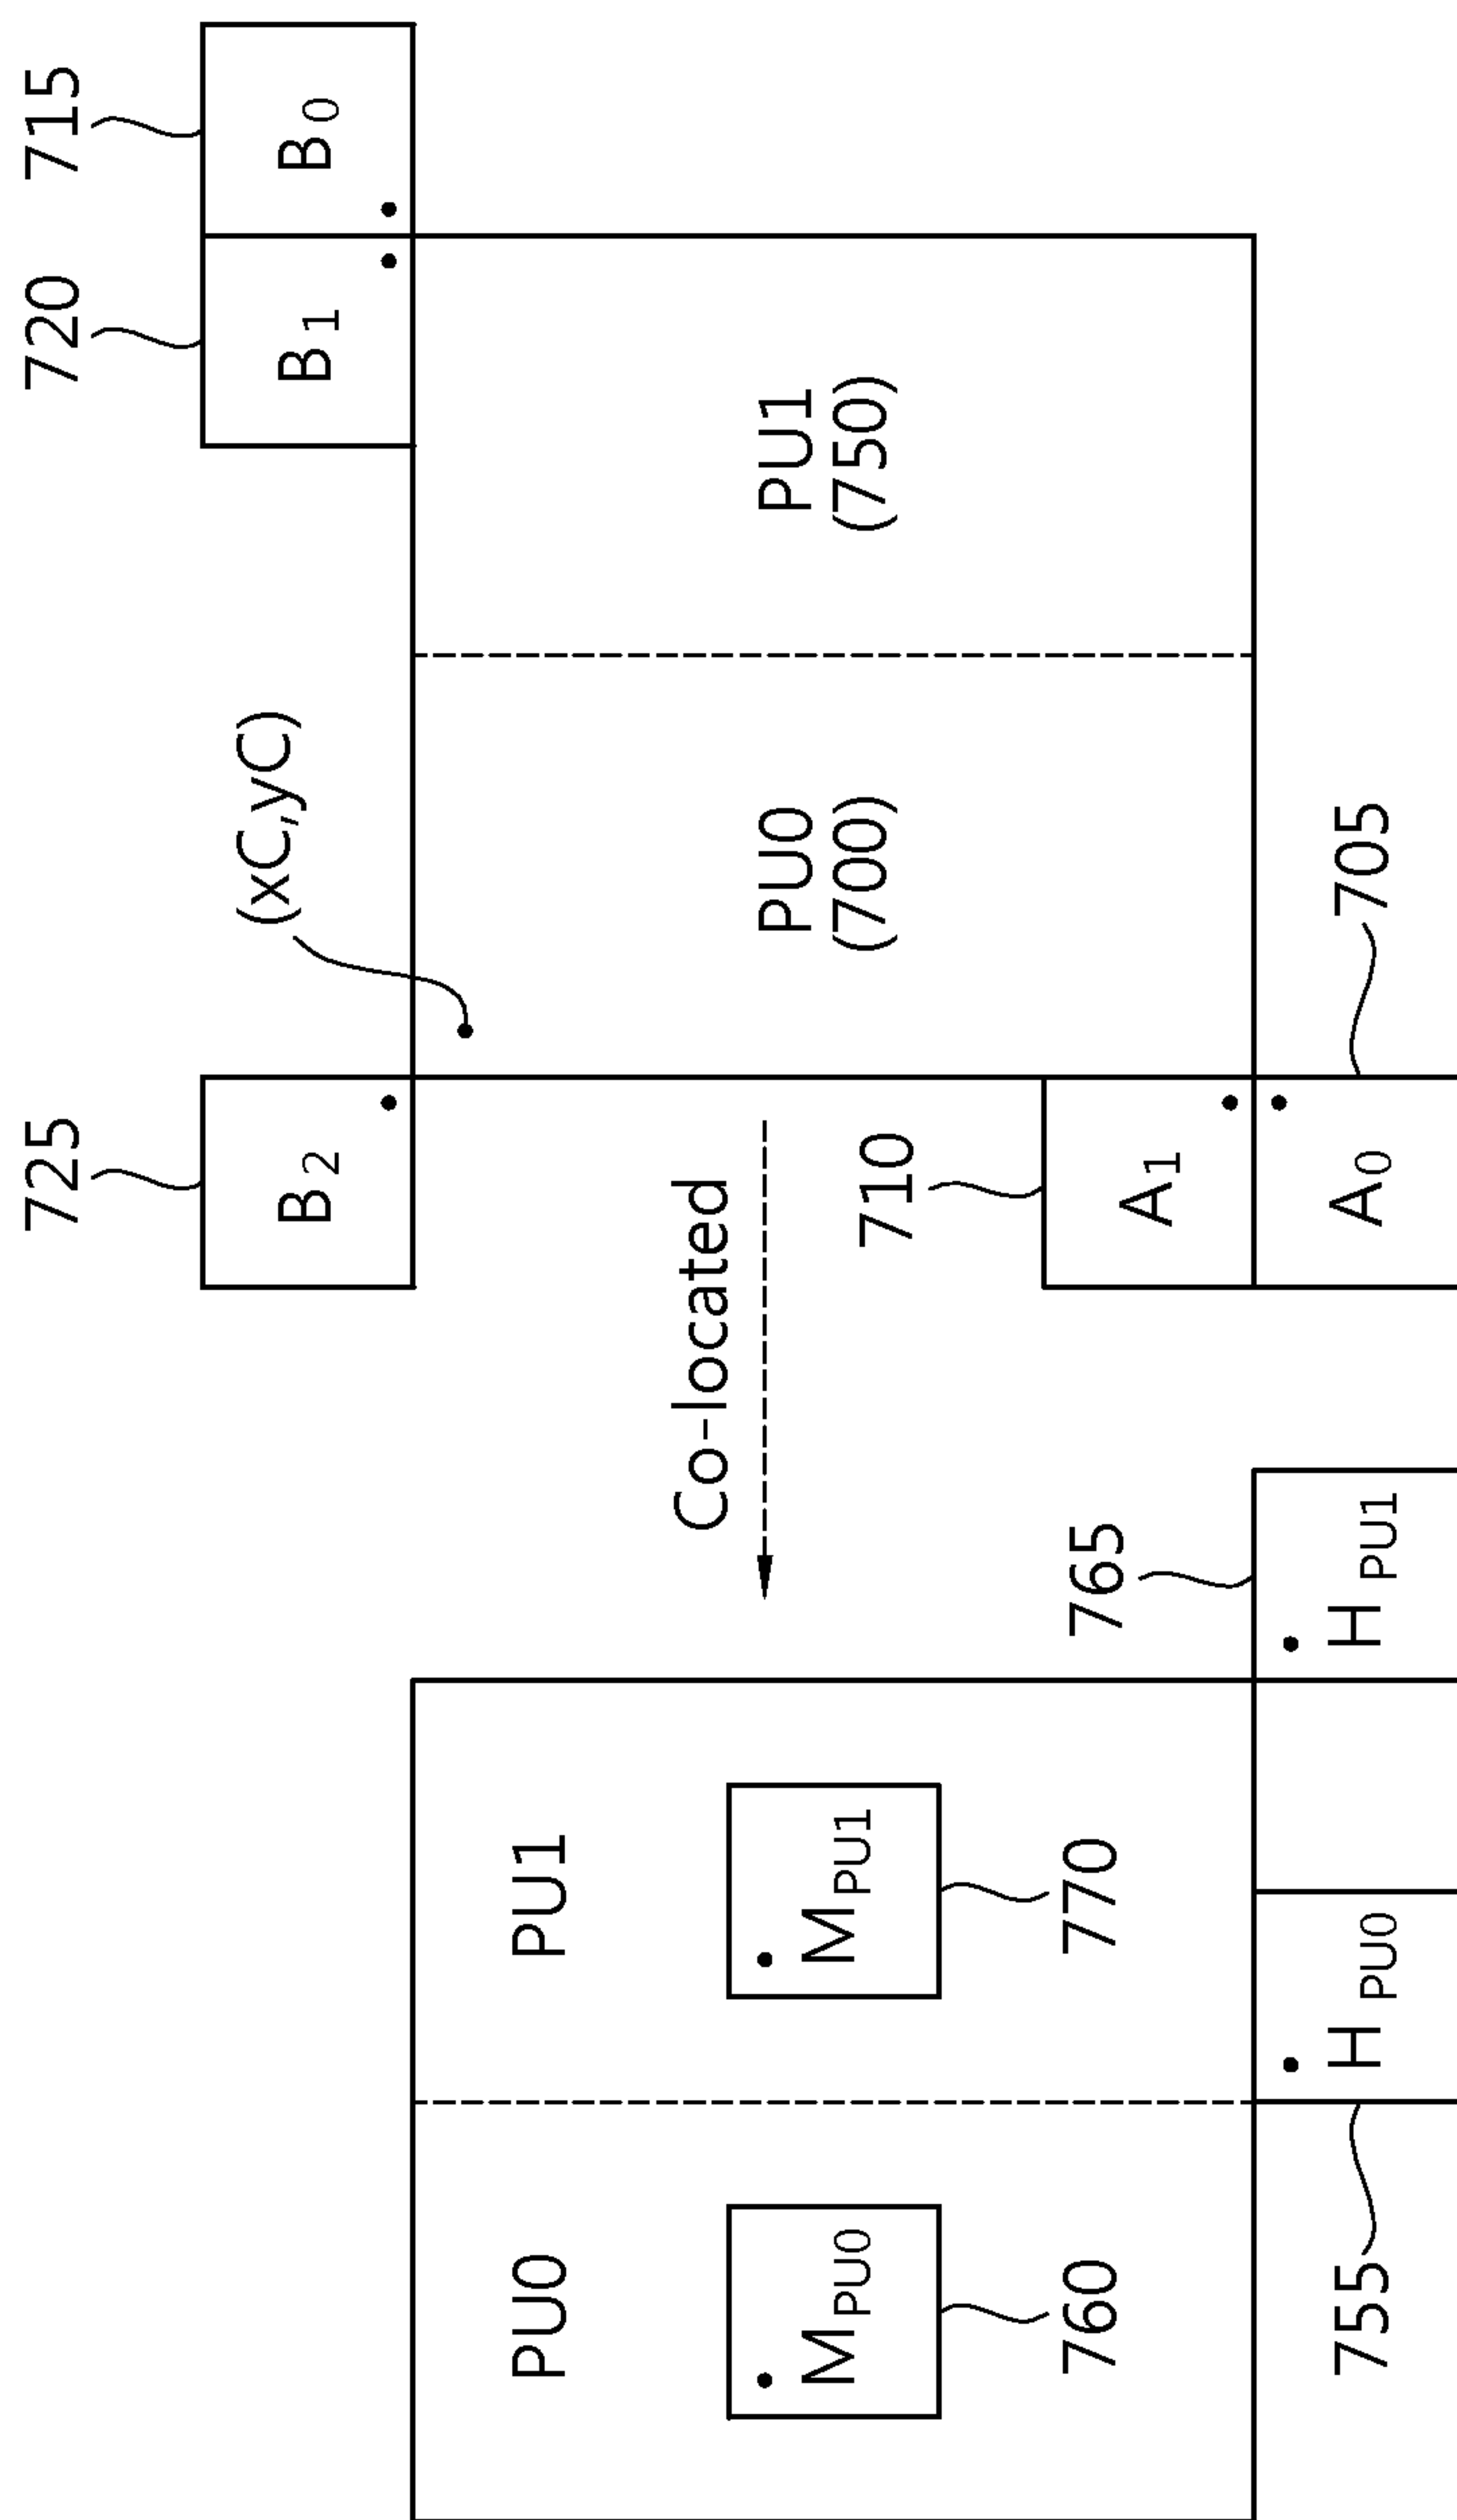 725
720
715
B2
B1
B0
(xC,yC)
PU0
(700)
PU1
(750)
Co-located
710
A1
A0
705
PU0
PU1
MPU0
MPU1
760
770
765
755
HPU0
HPU1